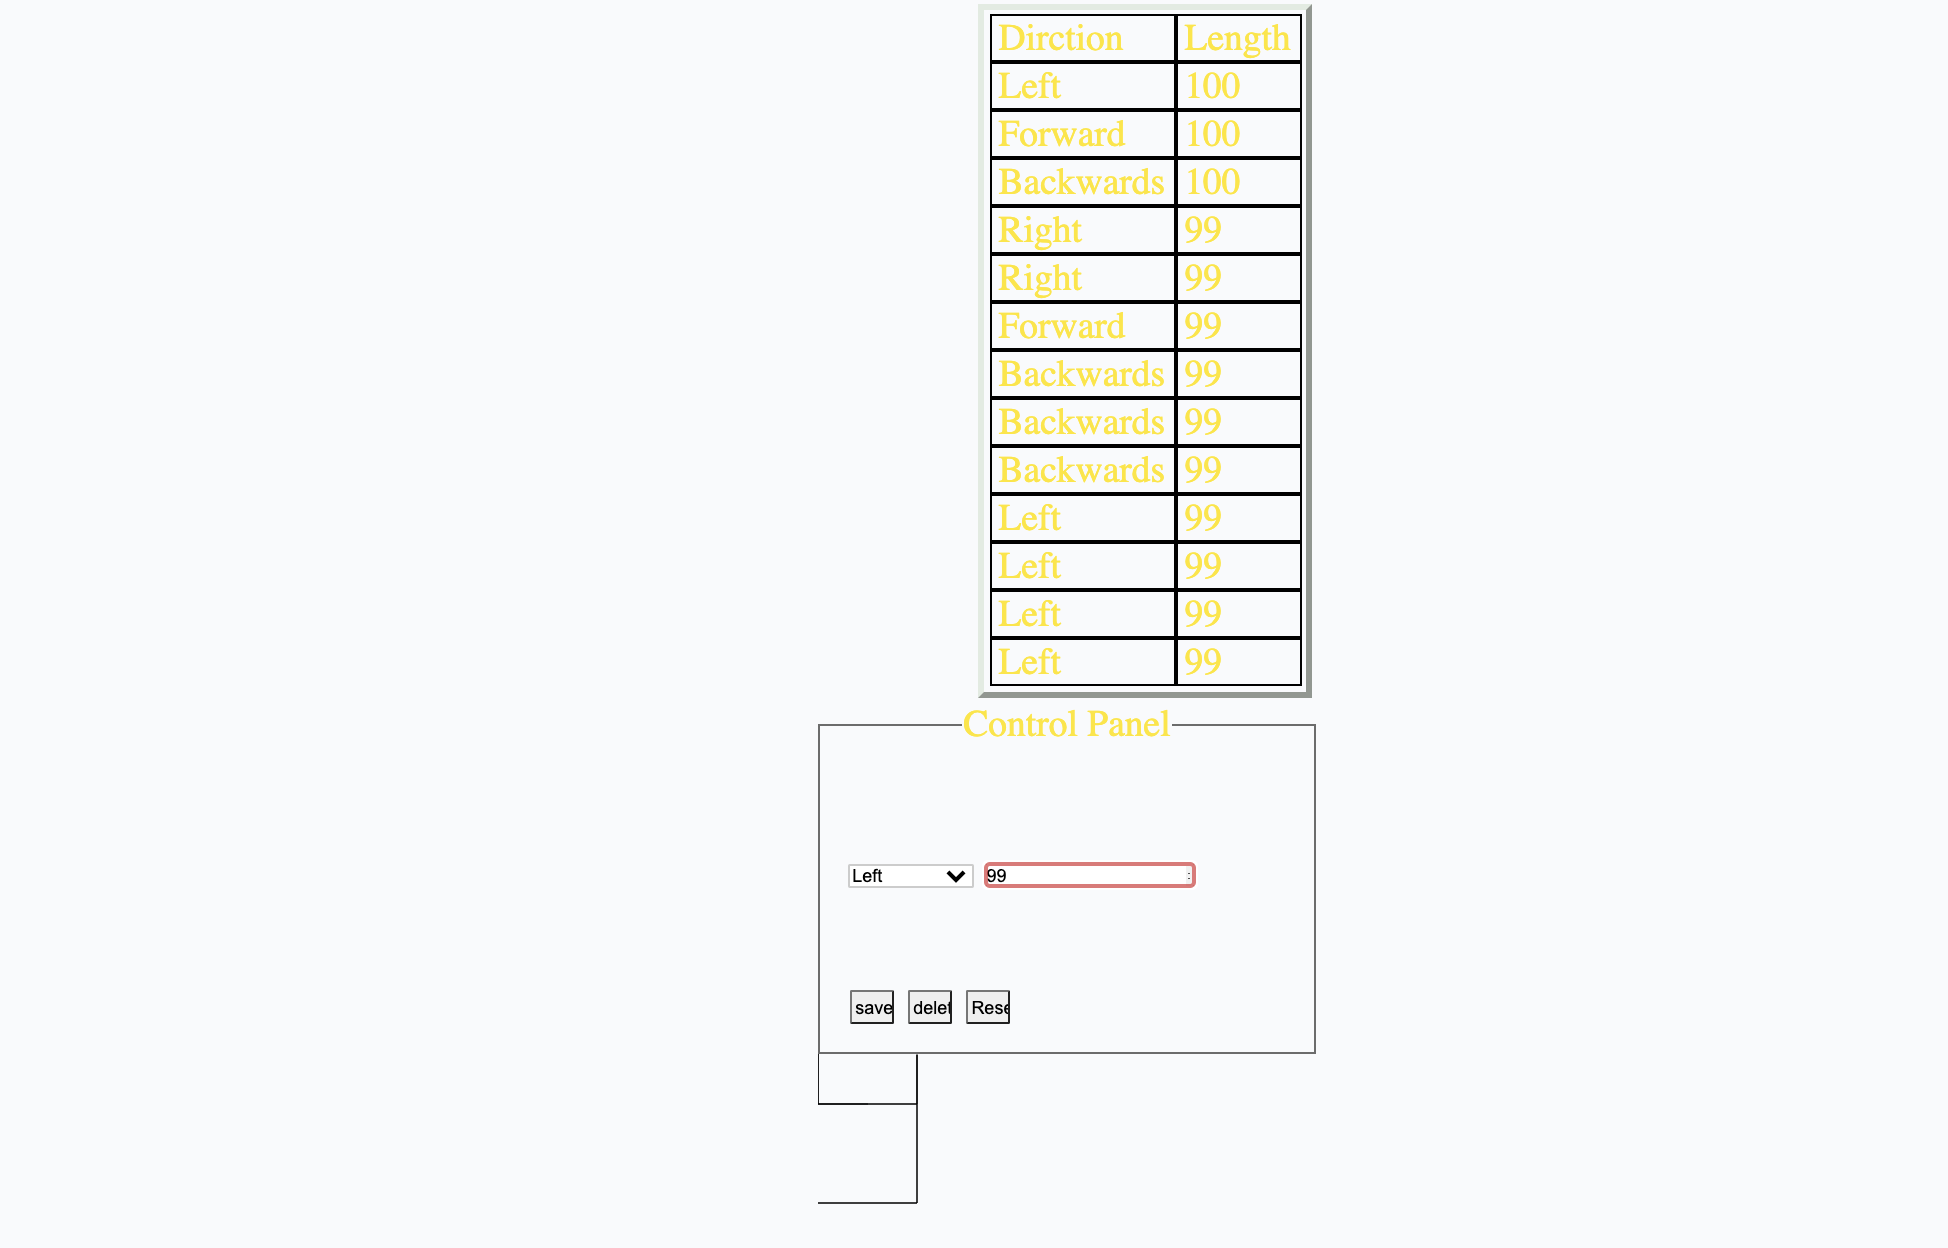 Dirction Length
Left 100
Forward 100
Backwards 100
Right 99
Right 99
Forward 99
Backwards 99
Backwards 99
Backwards 99
Left 99
Left 99
Left 99
Left 99
Control Panel
Left 99
save delet Rese